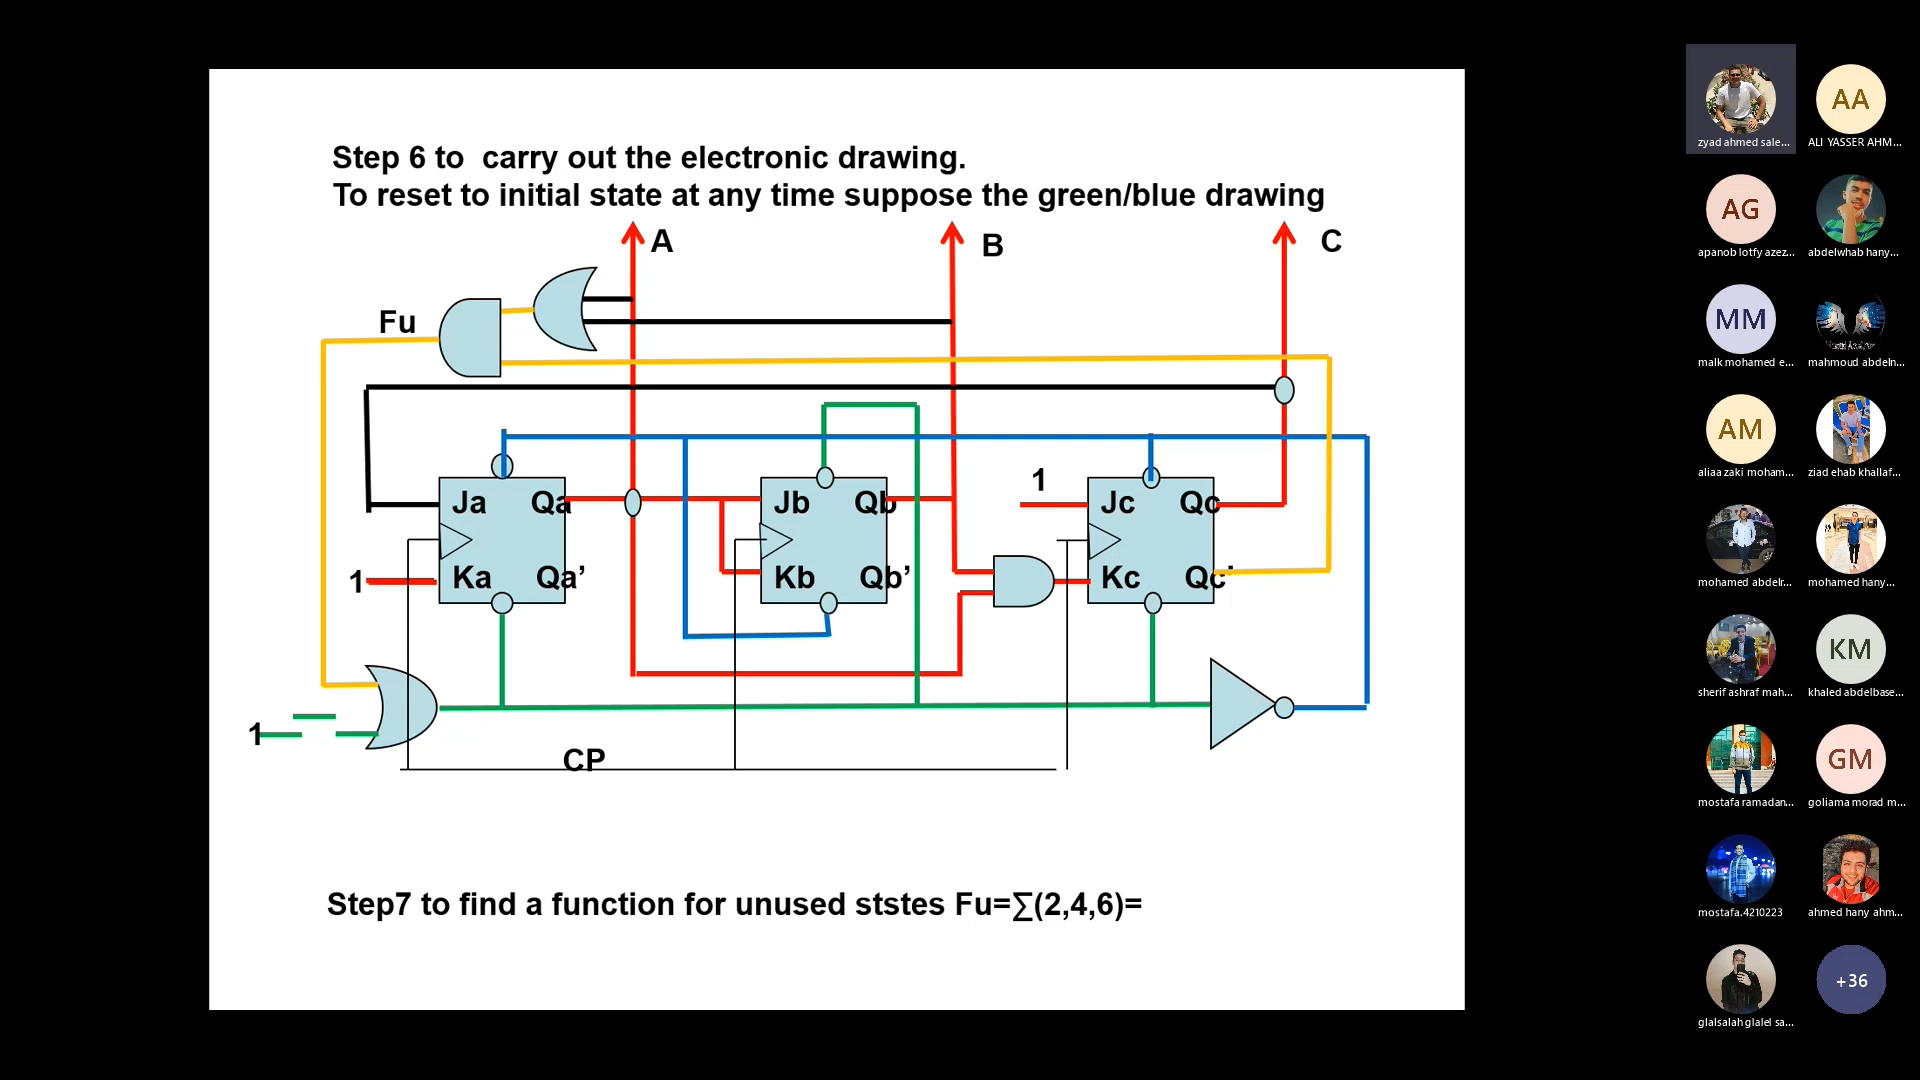 Step 6 to  carry out the electronic drawing.
To reset to initial state at any time suppose the green/blue drawing
A
B
C
Fu
1
Ja
Qa
Jb
Qb
Jc
Qc
1
Ka
Qa’
Kb
Qb’
Kc
Qc’
1
CP
Step7 to find a function for unused ststes Fu=∑(2,4,6)=
zyad ahmed sale...
AA
ALI YASSER AHM...
AG
apanob lotfy azez...
abdelwhab hany...
MM
malk mohamed e...
mahmoud abdeln...
AM
aliaa zaki moham...
ziad ehab khallaf...
mohamed abdelr...
mohamed hany...
sherif ashraf mah...
KM
khaled abdelbase...
mostafa ramadan...
GM
goliama morad m...
mostafa.4210223
ahmed hany ahm...
glalsalah glalel sa...
+36